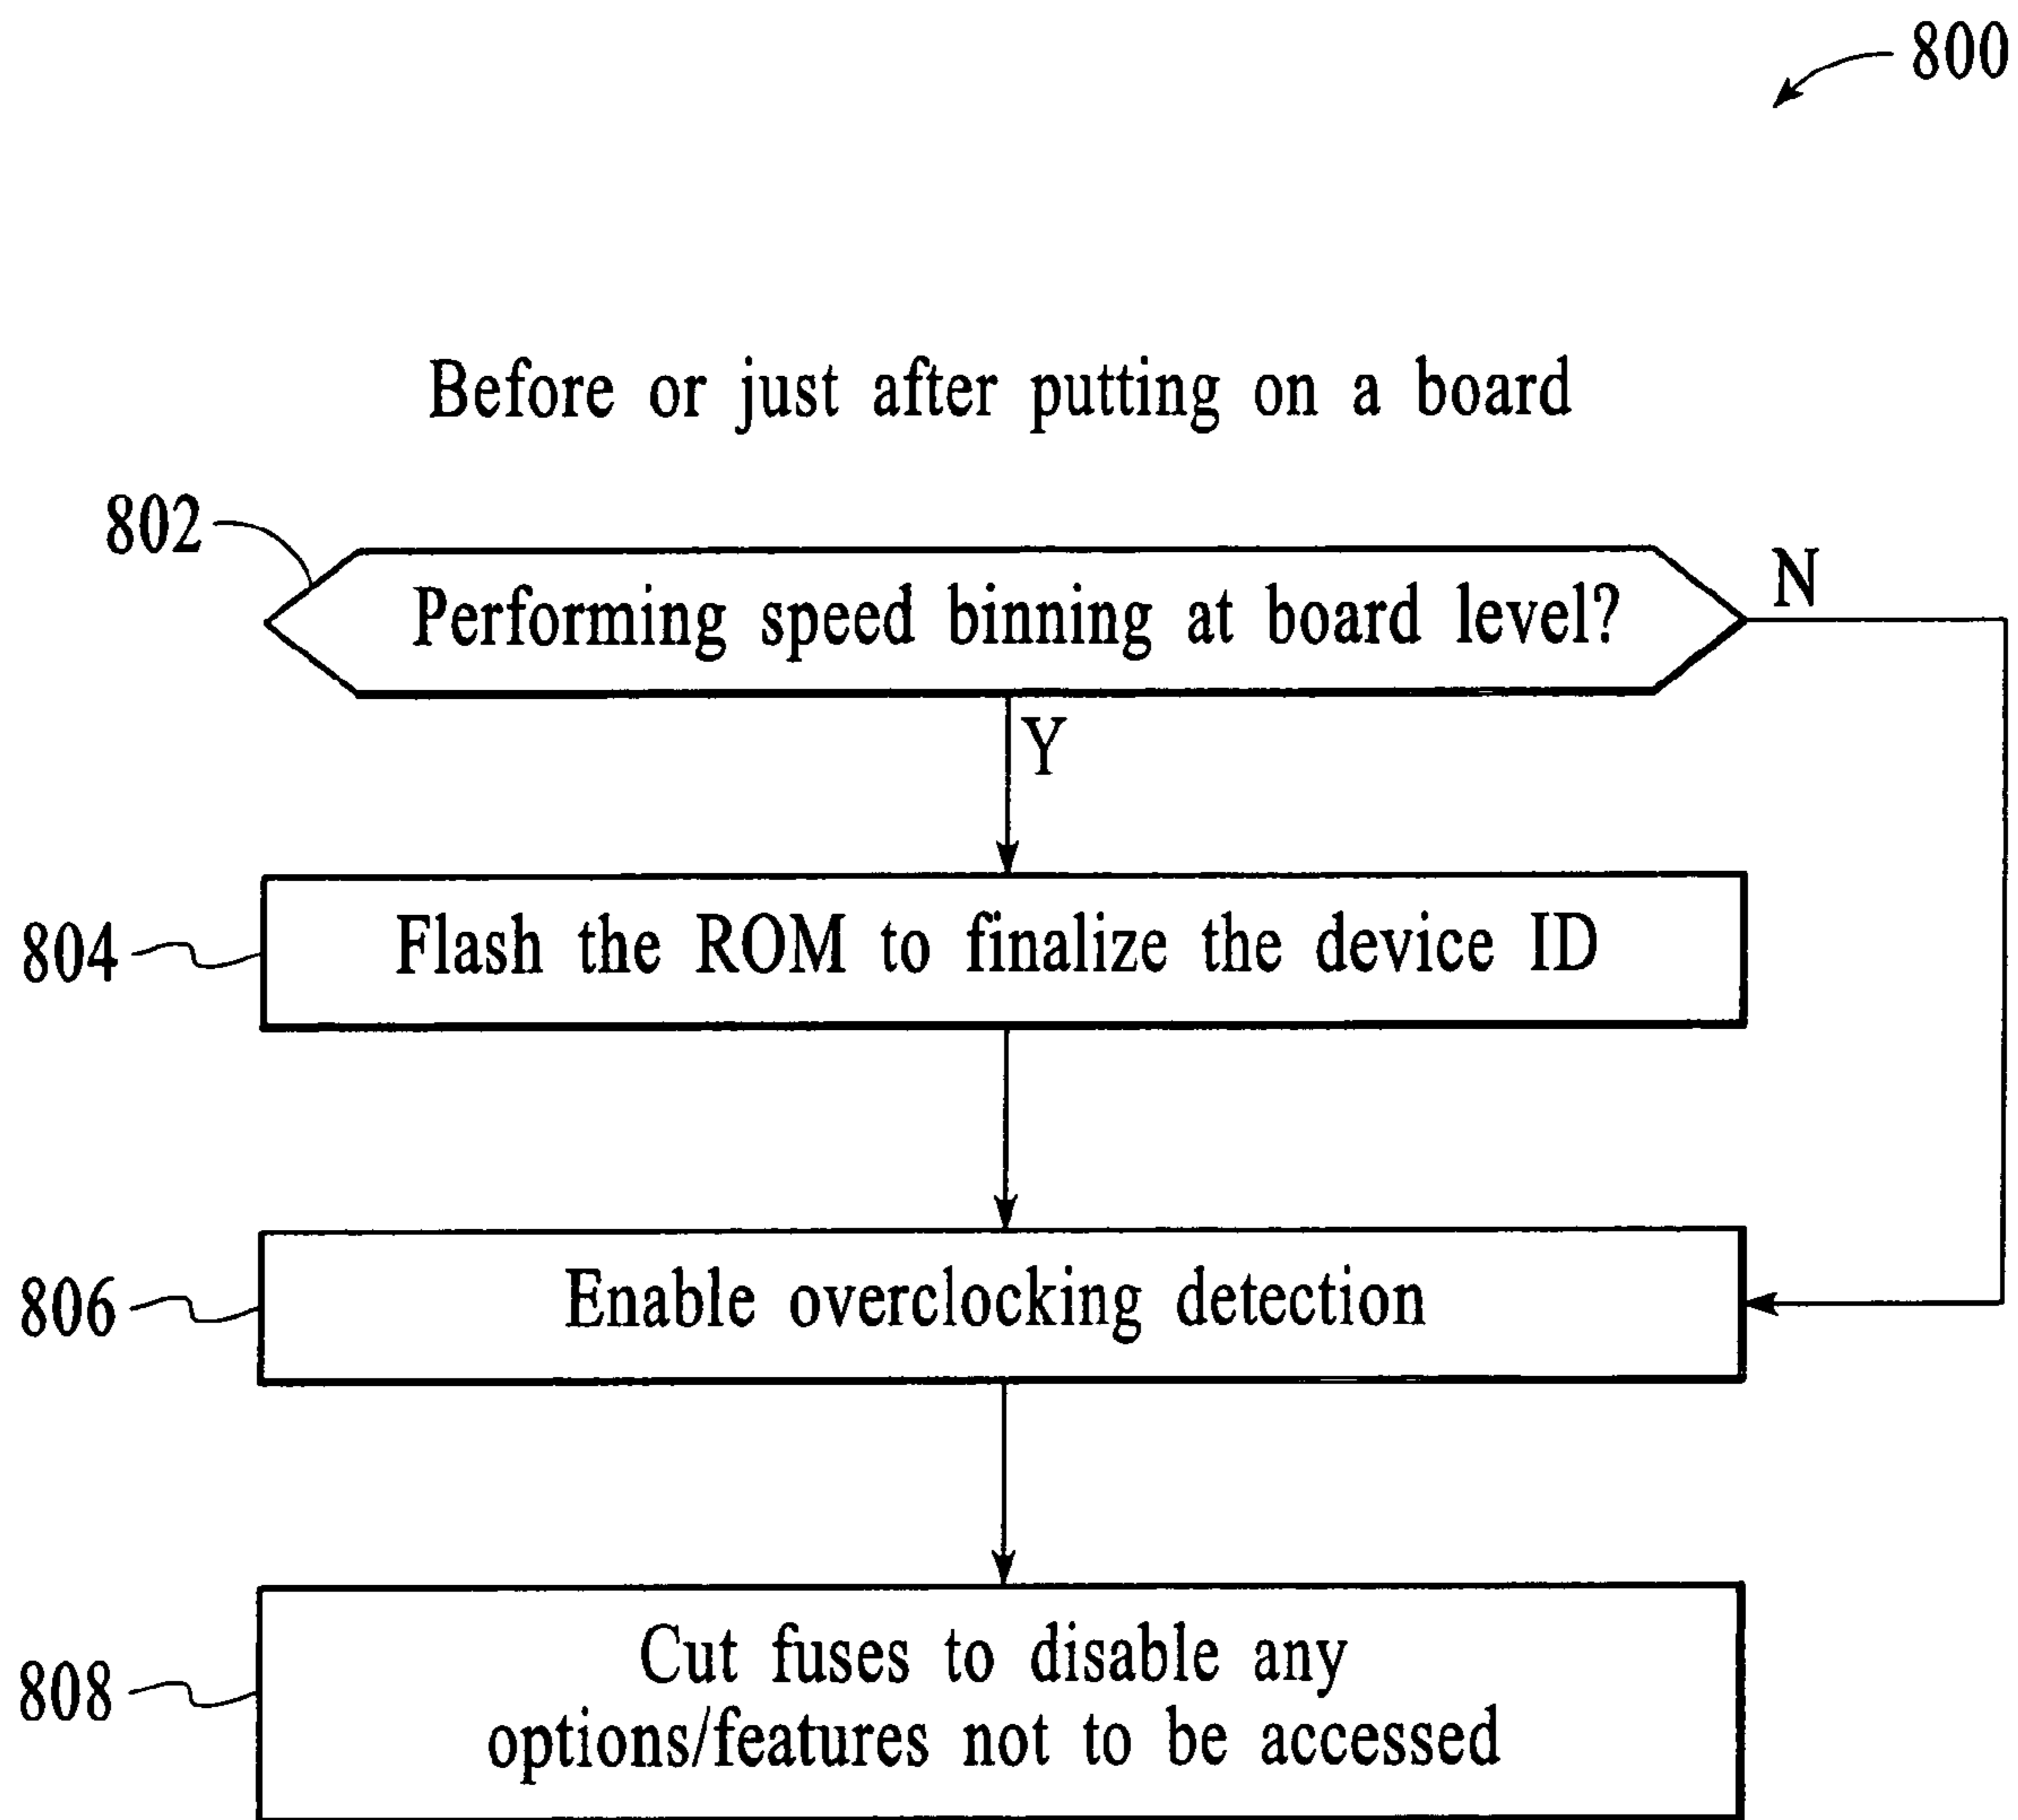 800
Before or just after putting on a board
802
Performing speed binning at board level?
N
Y
804
Flash the ROM to finalize the device ID
806
Enable overclocking detection
808
Cut fuses to disable any
options/features not to be accessed